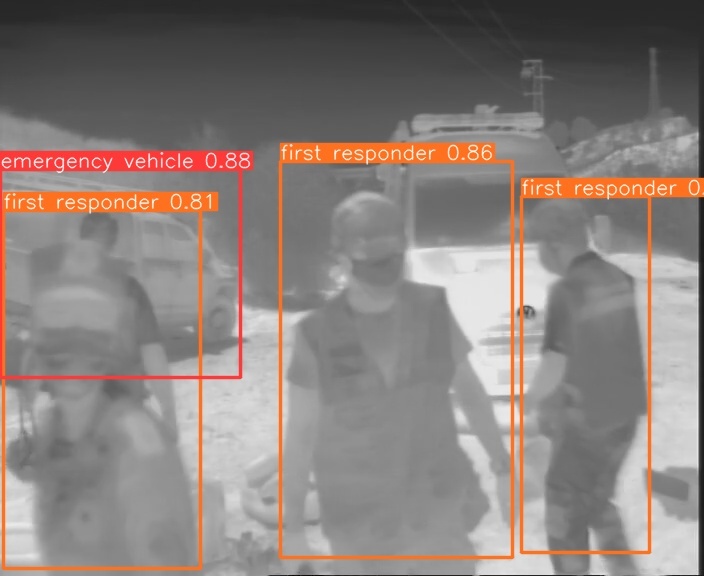 emergency vehicle 0.88
first responder 0.86
first responder 0.
first responder 0.81